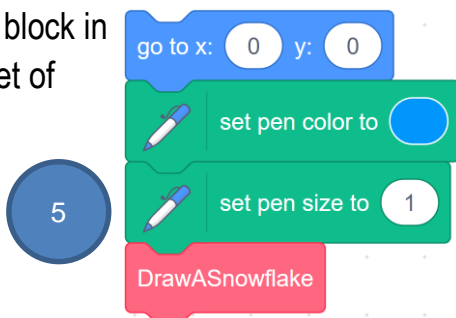 block in
et of
go to x: 0 y: 0
set pen color to
set pen size to 1
5
DrawASnowflake